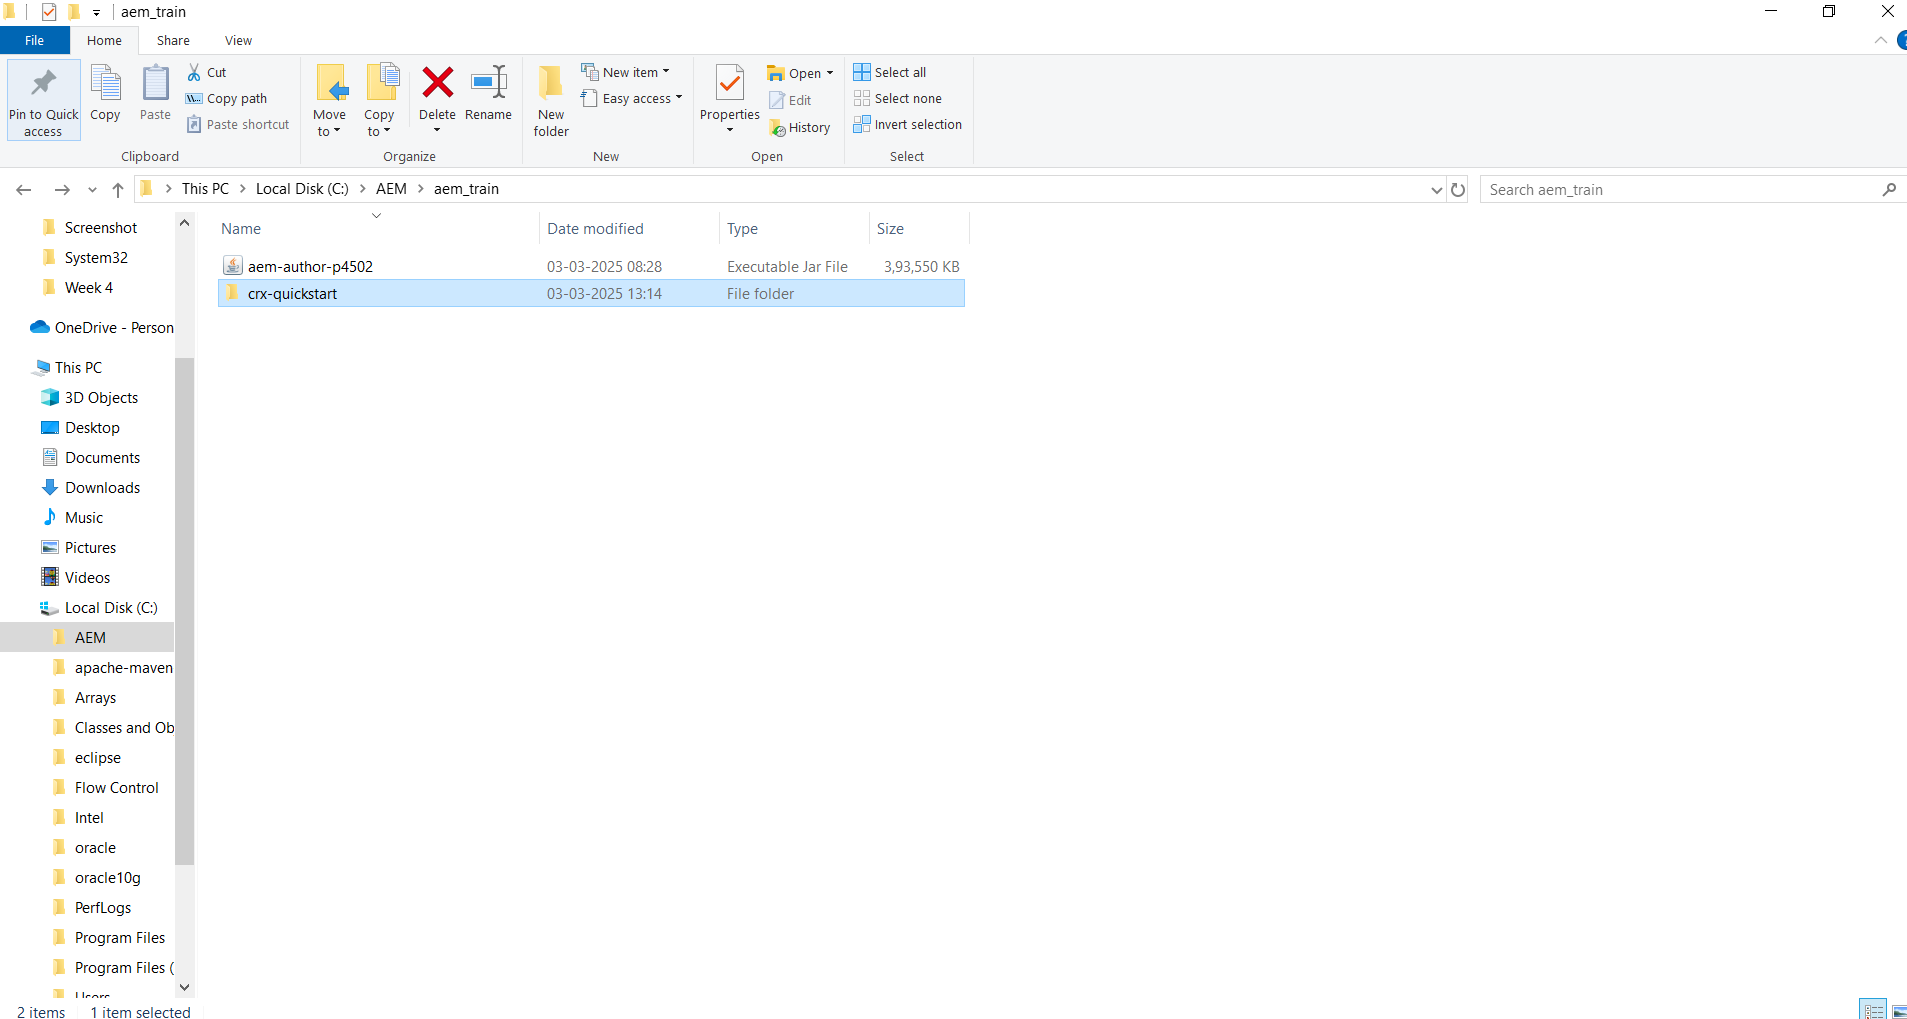 aem_train
File Home Share View
Pin to Quick access
Copy
Paste
Cut
Copy path
Paste shortcut
Clipboard
Move to
Copy to
Delete
Rename
Organize
New folder
New item
Easy access
New
Properties
Open
Edit
History
Open
Select all
Select none
Invert selection
Select
This PC > Local Disk (C:) > AEM > aem_train
Search aem_train
Name Date modified Type Size
aem-author-p4502 03-03-2025 08:28 Executable Jar File 3,93,550 KB
crx-quickstart 03-03-2025 13:14 File folder
Screenshot
System32
Week 4
OneDrive - Person
This PC
3D Objects
Desktop
Documents
Downloads
Music
Pictures
Videos
Local Disk (C:)
AEM
apache-maven
Arrays
Classes and Ob
eclipse
Flow Control
Intel
oracle
oracle10g
PerfLogs
Program Files
Program Files (
Users
2 items 1 item selected